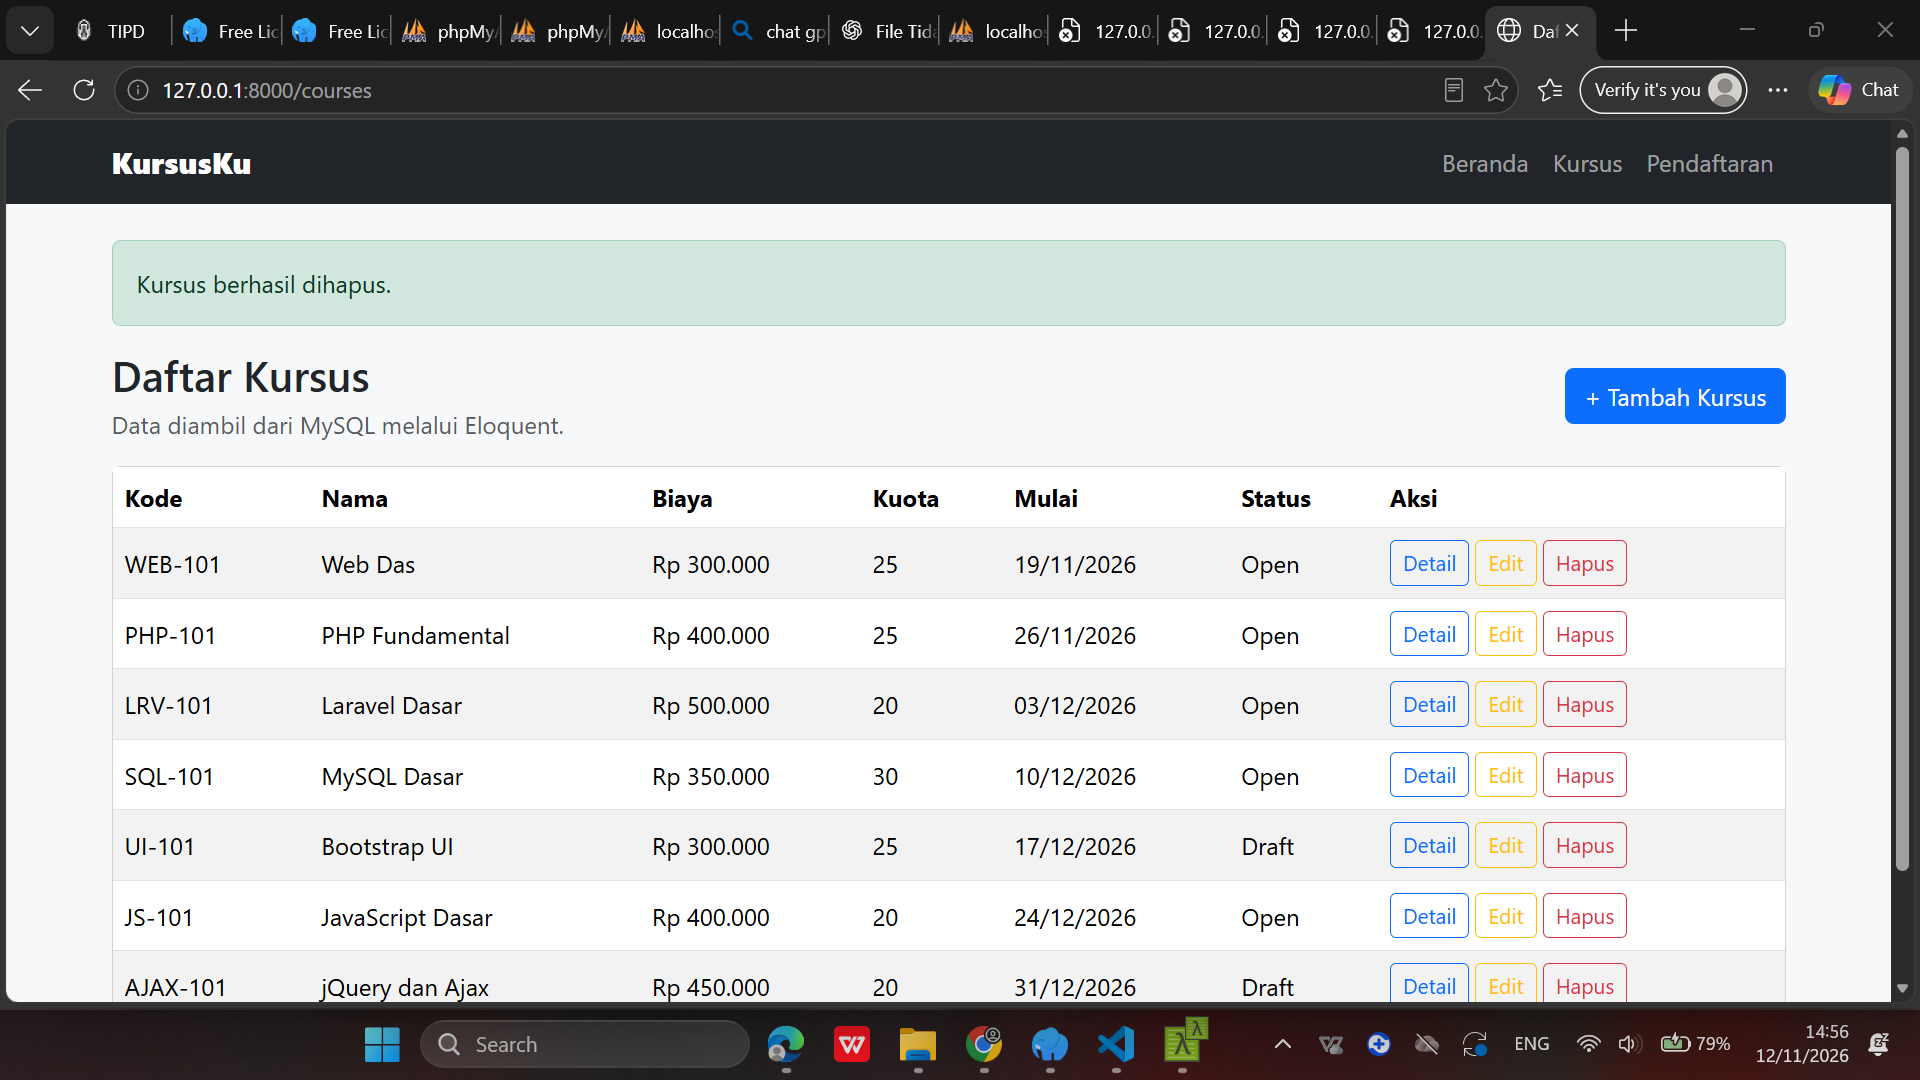 TIPD Free Lic Free Lic phpMyA phpMyA localhos chat gp File Tida localhos 127.0.0. 127.0.0. 127.0.0. 127.0.0. Daf
127.0.0.1:8000/courses Verify it's you Chat
KursusKu Beranda Kursus Pendaftaran
Kursus berhasil dihapus.
Daftar Kursus
+ Tambah Kursus
Data diambil dari MySQL melalui Eloquent.
Kode Nama Biaya Kuota Mulai Status Aksi
WEB-101 Web Das Rp 300.000 25 19/11/2026 Open Detail Edit Hapus
PHP-101 PHP Fundamental Rp 400.000 25 26/11/2026 Open Detail Edit Hapus
LRV-101 Laravel Dasar Rp 500.000 20 03/12/2026 Open Detail Edit Hapus
SQL-101 MySQL Dasar Rp 350.000 30 10/12/2026 Open Detail Edit Hapus
UI-101 Bootstrap UI Rp 300.000 25 17/12/2026 Draft Detail Edit Hapus
JS-101 JavaScript Dasar Rp 400.000 20 24/12/2026 Open Detail Edit Hapus
AJAX-101 jQuery dan Ajax Rp 450.000 20 31/12/2026 Draft Detail Edit Hapus
Search ENG 79% 14:56
12/11/2026